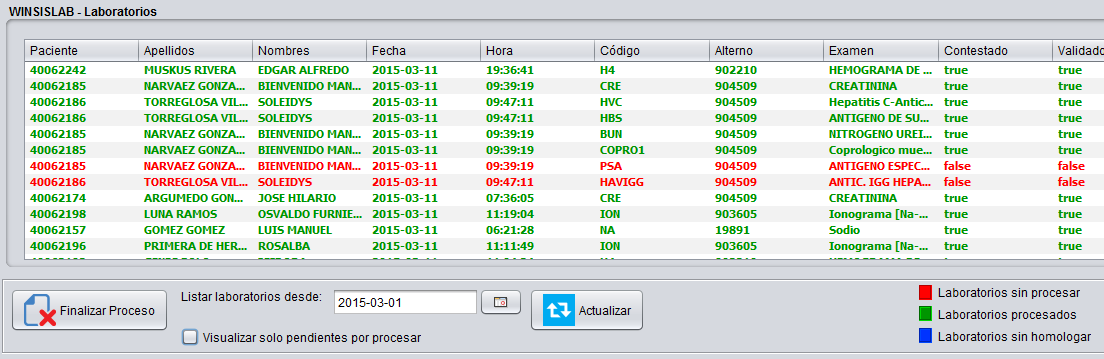 WINSISLAB - Laboratorios
Paciente Apellidos Nombres Fecha Hora Código Alterno Examen Contestado Validado
40062242 MUSKUS RIVERA EDGAR ALFREDO 2015-03-11 19:36:41 H4 902210 HEMOGRAMA DE ... true true
40062185 NARVAEZ GONZA... BIENVENIDO MAN... 2015-03-11 09:39:19 CRE 904509 CREATININA true true
40062186 TORREGLOSA VIL... SOLEIDYS 2015-03-11 09:47:11 HVC 904509 Hepatitis C-Antic... true true
40062186 TORREGLOSA VIL... SOLEIDYS 2015-03-11 09:47:11 HBS 904509 ANTIGENO DE SU... true true
40062185 NARVAEZ GONZA... BIENVENIDO MAN... 2015-03-11 09:39:19 BUN 904509 NITROGENO UREI... true true
40062185 NARVAEZ GONZA... BIENVENIDO MAN... 2015-03-11 09:39:19 COPRO1 904509 Coprologico mue... true true
40062185 NARVAEZ GONZA... BIENVENIDO MAN... 2015-03-11 09:39:19 PSA 904509 ANTIGENO ESPEC... false false
40062186 TORREGLOSA VIL... SOLEIDYS 2015-03-11 09:47:11 HAVIGG 904509 ANTIC. IGG HEPA... false false
40062174 ARGUMEDO GON... JOSE HILARIO 2015-03-11 07:36:05 CRE 904509 CREATININA true true
40062198 LUNA RAMOS OSVALDO FURNIE... 2015-03-11 11:19:04 ION 903605 Ionograma [Na-... true true
40062157 GOMEZ GOMEZ LUIS MANUEL 2015-03-11 06:21:28 NA 19891 Sodio true true
40062196 PRIMERA DE HER... ROSALBA 2015-03-11 11:11:49 ION 903605 Ionograma [Na-... true true
Finalizar Proceso
Listar laboratorios desde: 2015-03-01
Actualizar
Visualizar solo pendientes por procesar
Laboratorios sin procesar
Laboratorios procesados
Laboratorios sin homologar